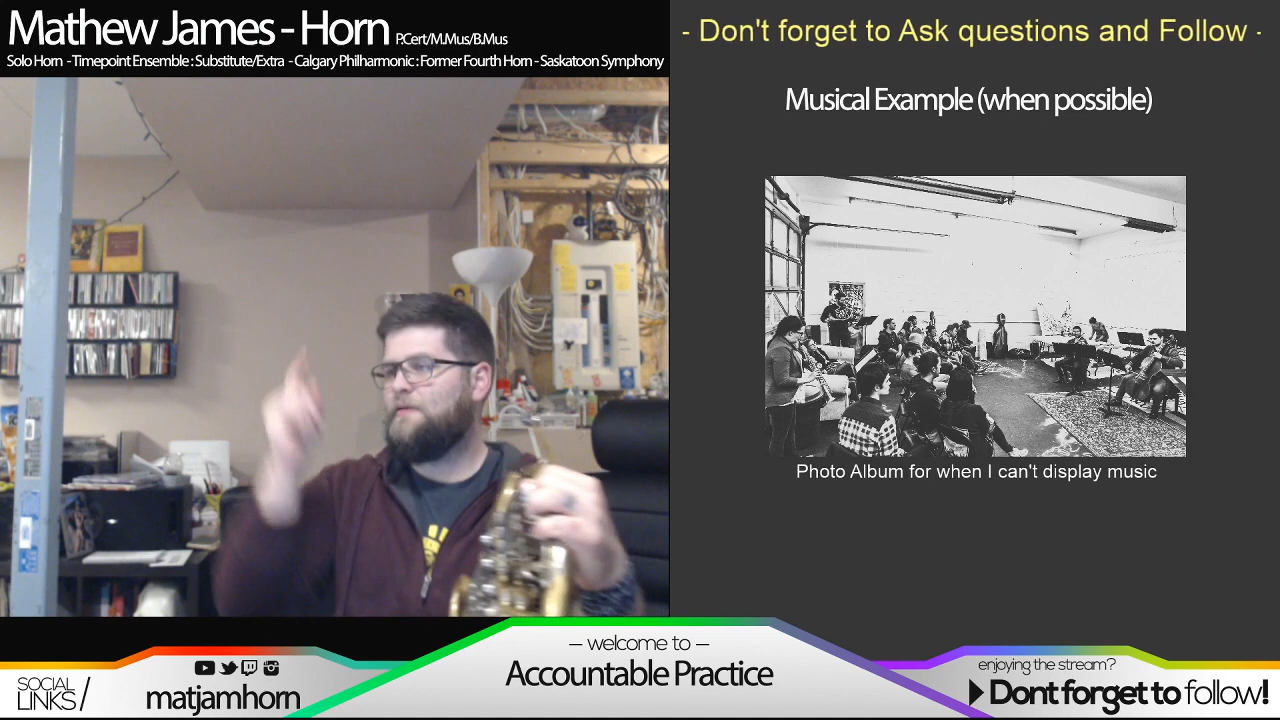 Mathew James - Horn P.Cert/M.Mus/B.Mus
Solo Horn - Timepoint Ensemble : Substitute/Extra - Calgary Philharmonic : Former Fourth Horn - Saskatoon Symphony
- Don't forget to Ask questions and Follow -
Musical Example (when possible)
Photo Album for when I can't display music
SOCIAL
LINKS /
matjamhorn
– welcome to –
Accountable Practice
enjoying the stream?
Dont forget to follow!